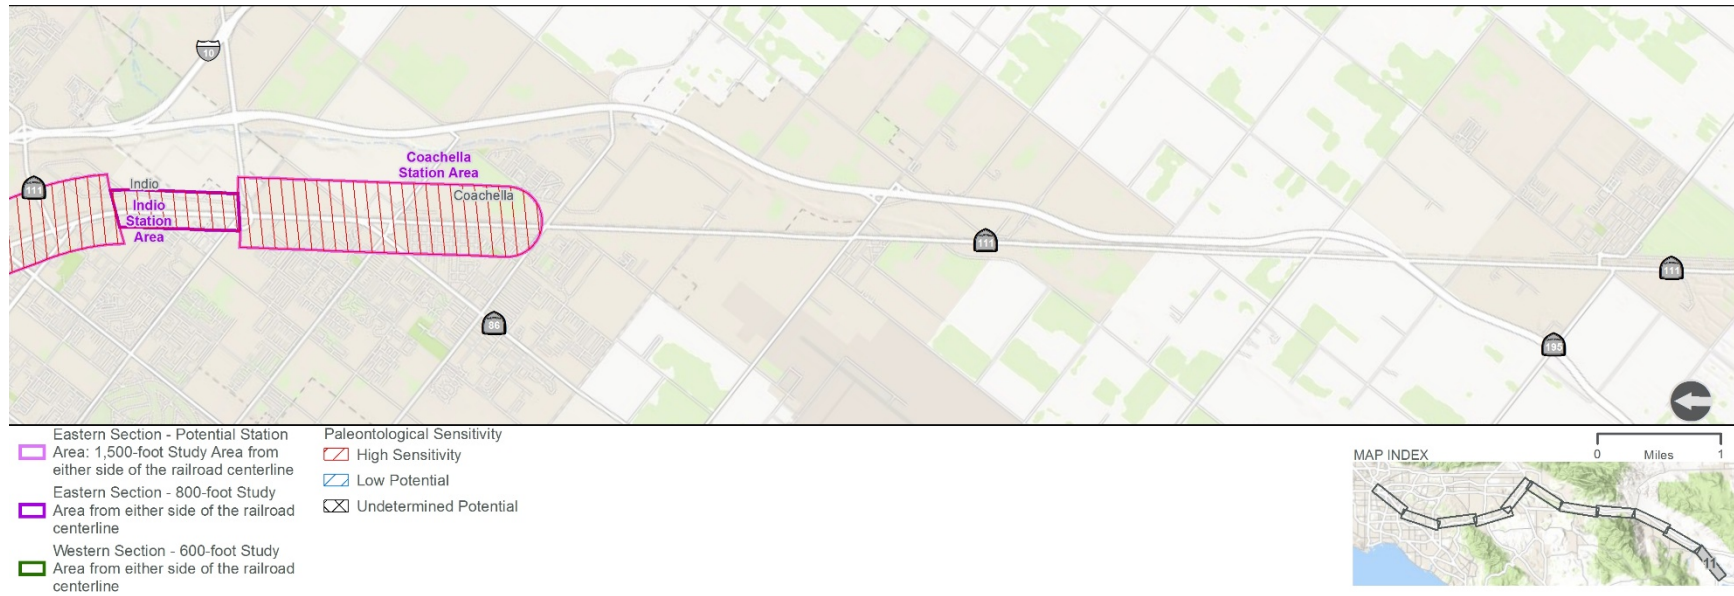 10
Coachella
Station Area
111
Indio
Coachella
Indio
Station
Area
111
111
86
195
Eastern Section - Potential Station
Area: 1,500-foot Study Area from
either side of the railroad centerline
Eastern Section - 800-foot Study
Area from either side of the railroad
centerline
Western Section - 600-foot Study
Area from either side of the railroad
centerline
Paleontological Sensitivity
High Sensitivity
Low Potential
Undetermined Potential
MAP INDEX
0 Miles 1
11